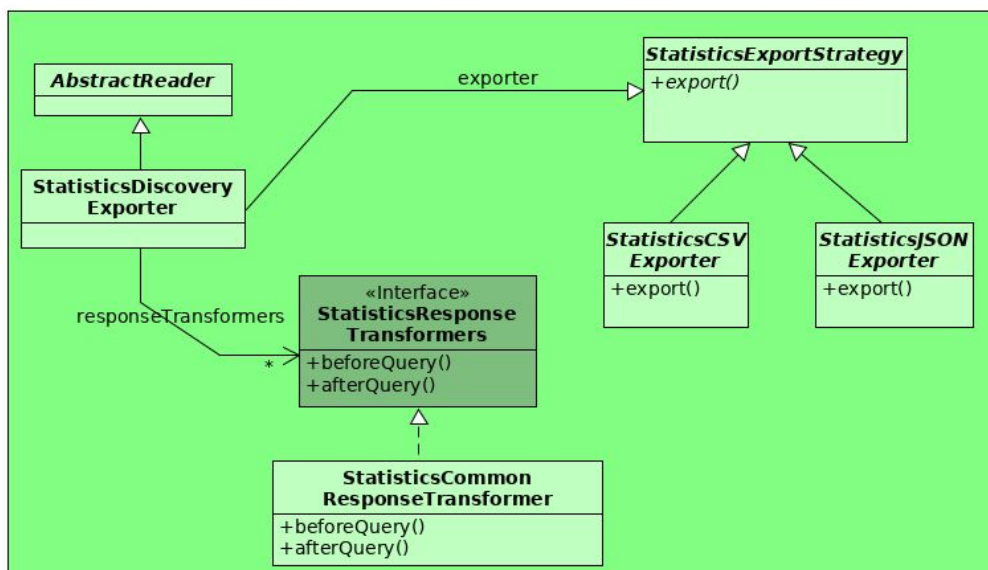 AbstractReader
exporter
StatisticsExportStrategy
+export()
StatisticsDiscovery
Exporter
StatisticsCSV
Exporter
+export()
StatisticsJSON
Exporter
+export()
responseTransformers
*
«Interface»
StatisticsResponse
Transformers
+beforeQuery()
+afterQuery()
StatisticsCommon
ResponseTransformer
+beforeQuery()
+afterQuery()